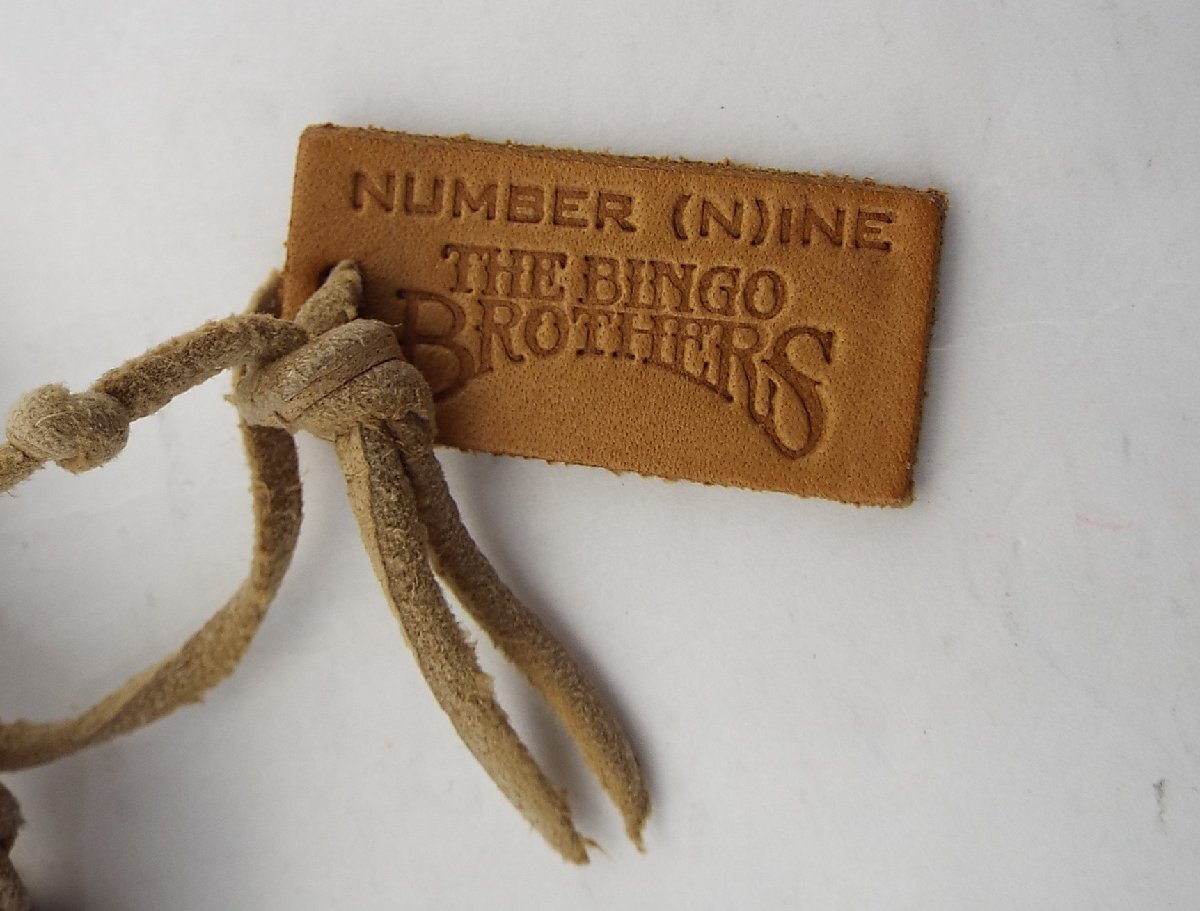 NUMBER (N)INE
THE BINGO
BROTHERS